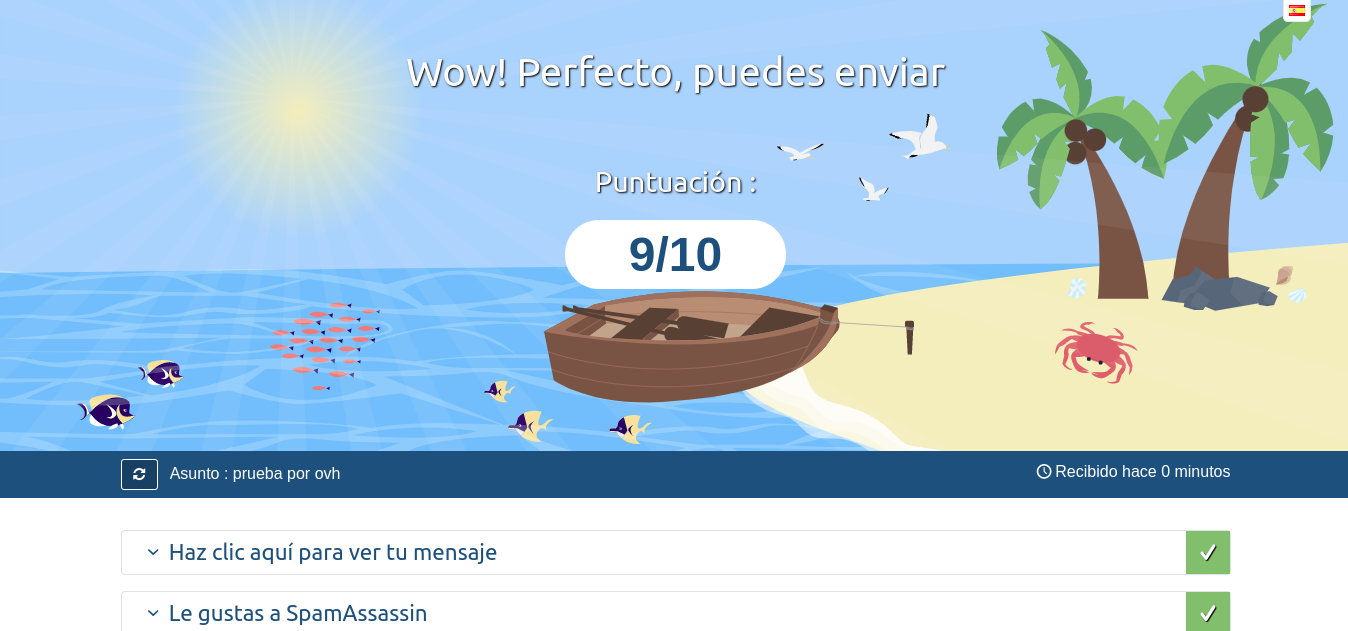 Wow! Perfecto, puedes enviar
Puntuación :
9/10
Asunto : prueba por ovh
Recibido hace 0 minutos
Haz clic aquí para ver tu mensaje
Le gustas a SpamAssassin